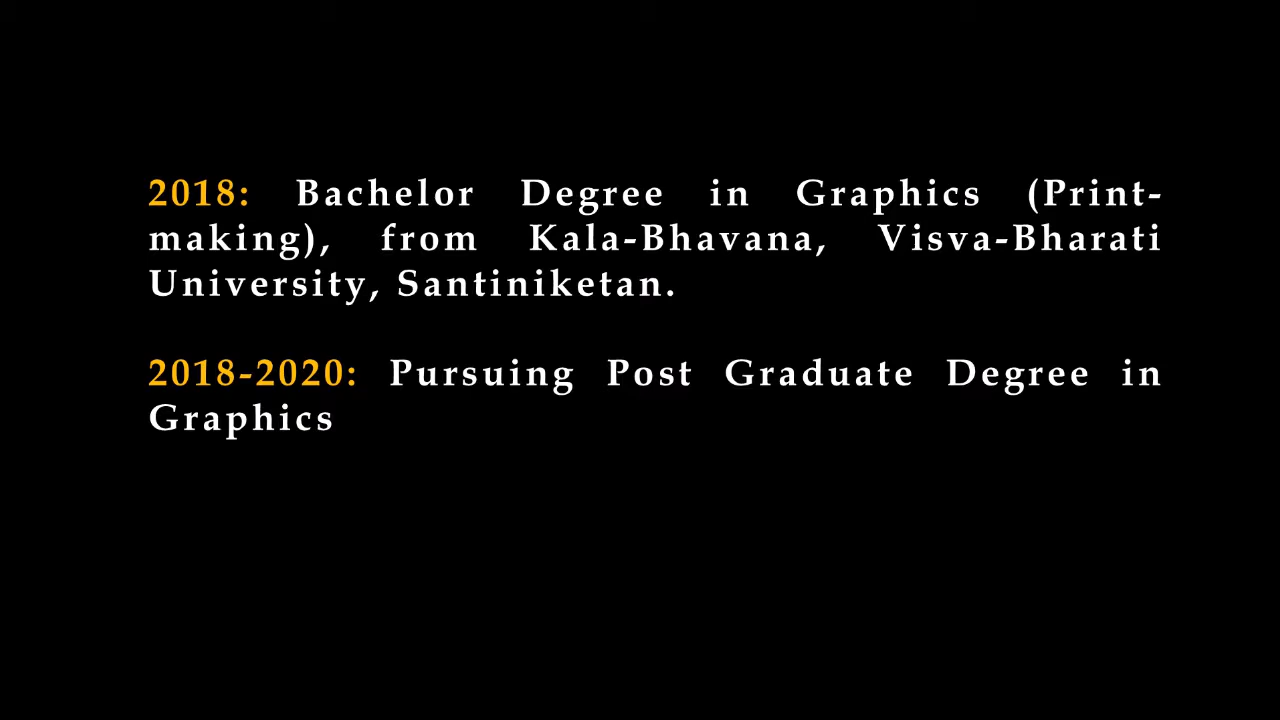 2018: Bachelor Degree in Graphics (Print-
making), from Kala-Bhavana, Visva-Bharati
University, Santiniketan.
2018-2020: Pursuing Post Graduate Degree in
Graphics